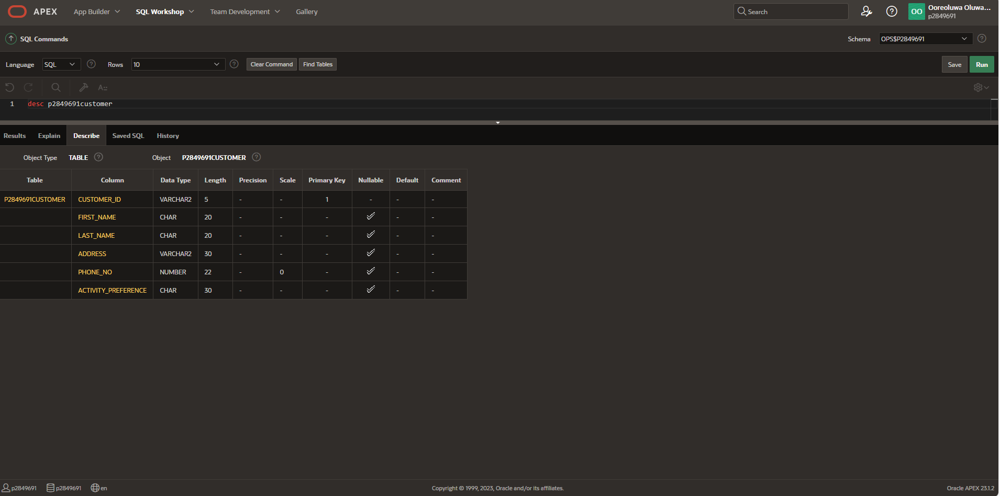 APEX App Builder SQL Workshop Team Development Gallery Search OO Ooreoluwa Oluwa...
p2849691
SQL Commands Schema OPS$P2849691
Language SQL Rows 10 Clear Command Find Tables Save Run
A::
1 desc p2849691customer
Results Explain Describe Saved SQL History
Object Type TABLE Object P2849691CUSTOMER
Table Column Data Type Length Precision Scale Primary Key Nullable Default Comment
P2849691CUSTOMER CUSTOMER_ID VARCHAR2 5 - - 1 - - -
FIRST_NAME CHAR 20 - - - - -
LAST_NAME CHAR 20 - - - - -
ADDRESS VARCHAR2 30 - - - - -
PHONE_NO NUMBER 22 - 0 - - -
ACTIVITY_PREFERENCE CHAR 30 - - - - -
p2849691 p2849691 en Copyright © 1999, 2023, Oracle and/or its affiliates. Oracle APEX 23.1.2